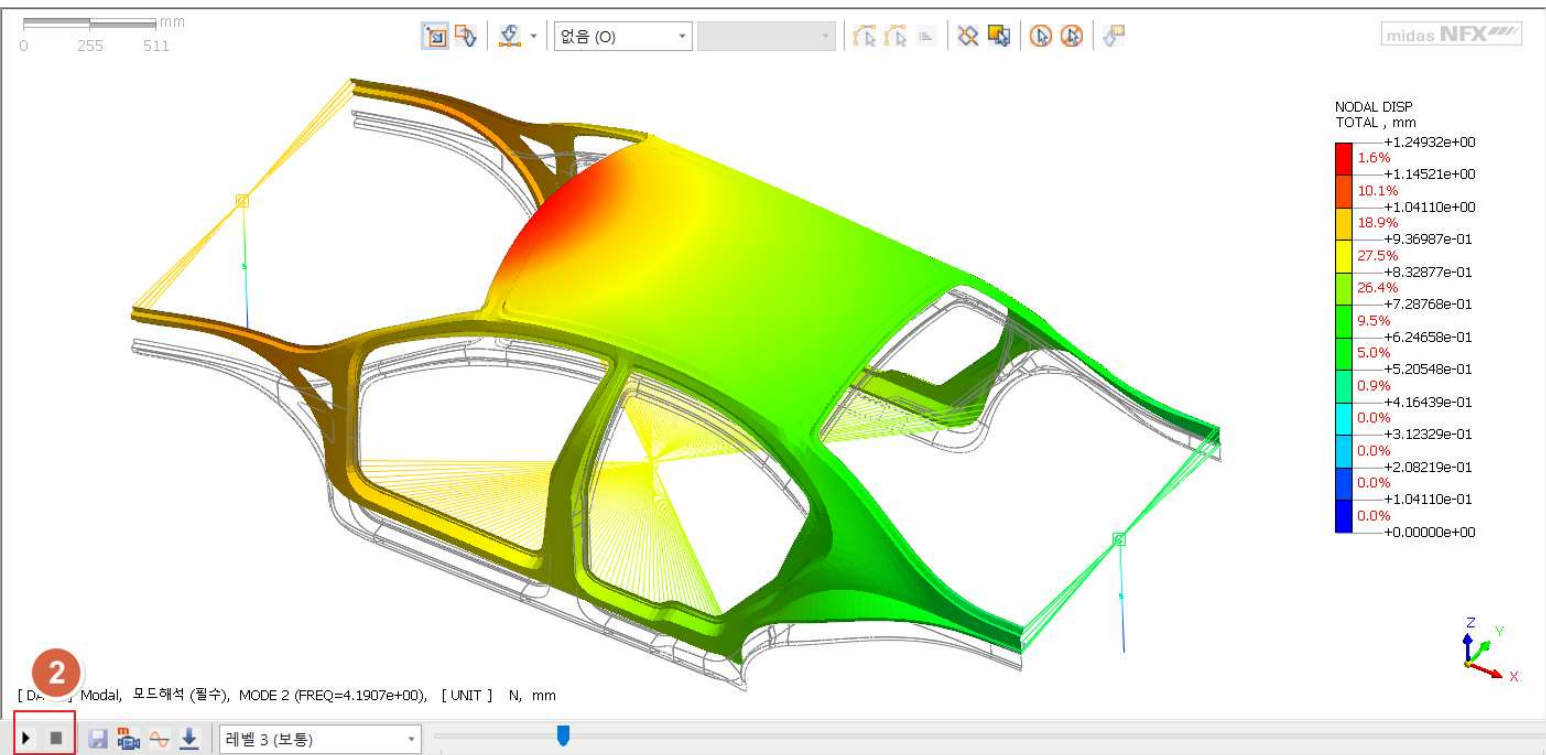 mm
0 255 511
없음 (O)
midas NFX
NODAL DISP
TOTAL , mm
+1.24932e+00
1.6%
+1.14521e+00
10.1%
+1.04110e+00
18.9%
+9.36987e-01
27.5%
+8.32877e-01
26.4%
+7.28768e-01
9.5%
+6.24658e-01
5.0%
+5.20548e-01
0.9%
+4.16439e-01
0.0%
+3.12329e-01
0.0%
+2.08219e-01
0.0%
+1.04110e-01
0.0%
+0.00000e+00
Z
Y
X
2
[ DA ] Modal, 모드해석 (필수), MODE 2 (FREQ=4.1907e+00), [ UNIT ] N, mm
레벨 3 (보통)